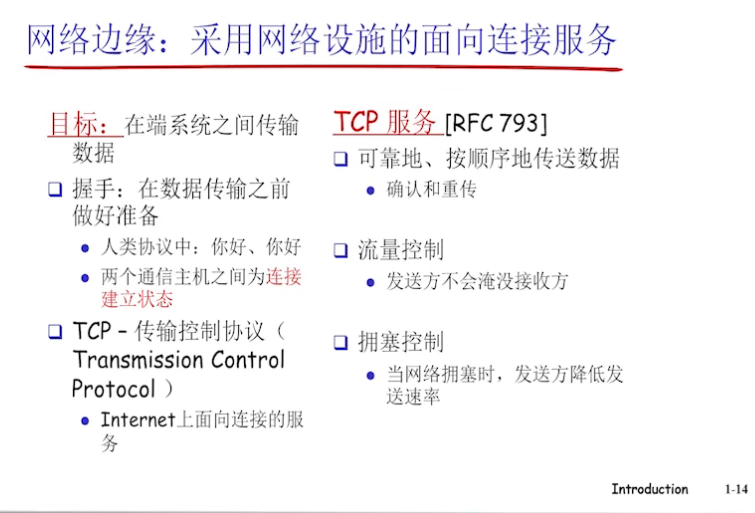 网络边缘：采用网络设施的面向连接服务
目标：在端系统之间传输
数据
握手：在数据传输之前
做好准备
人类协议中：你好、你好
两个通信主机之间为连接
建立状态
TCP – 传输控制协议（
Transmission Control
Protocol ）
Internet上面向连接的服
务
TCP 服务 [RFC 793]
可靠地、按顺序地传送数据
确认和重传
流量控制
发送方不会淹没接收方
拥塞控制
当网络拥塞时，发送方降低发
送速率
Introduction 1-14